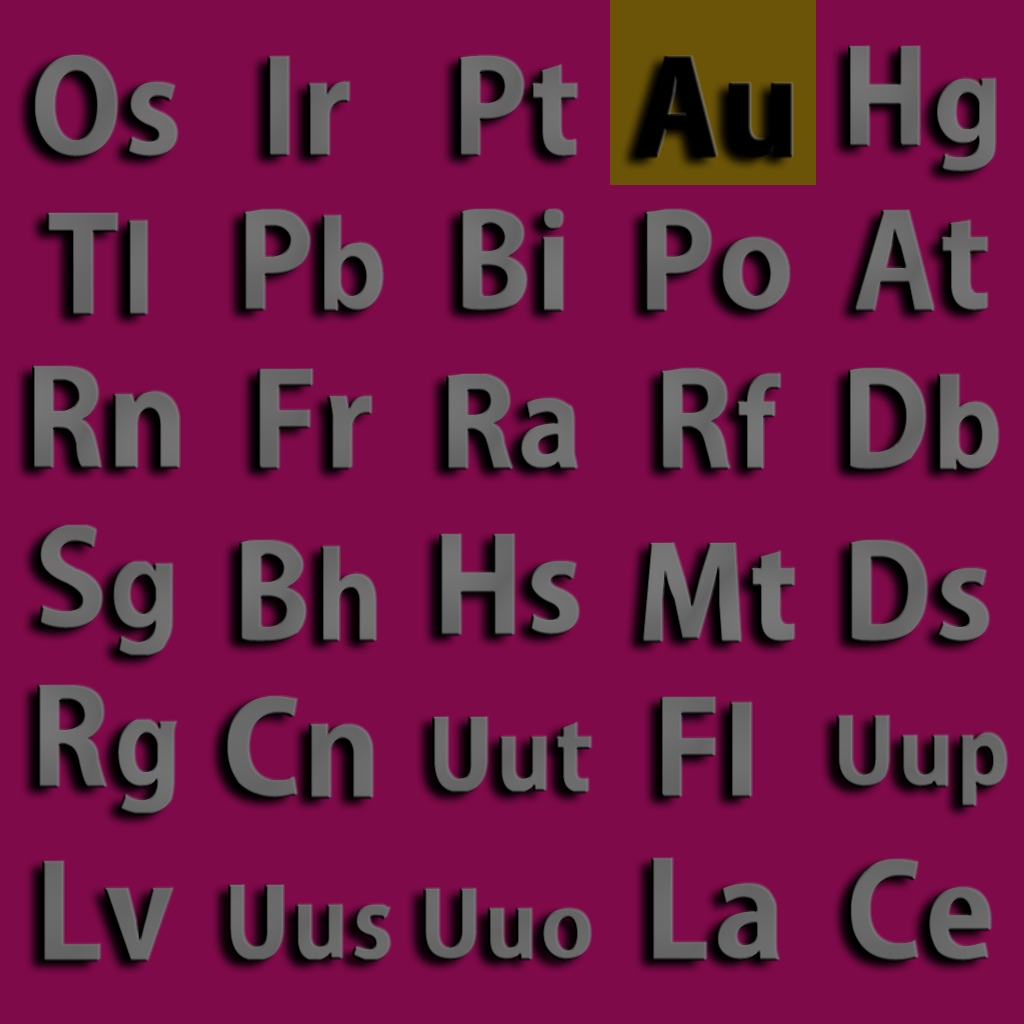 Os Ir Pt Au Hg
Tl Pb Bi Po At
Rn Fr Ra Rf Db
Sg Bh Hs Mt Ds
Rg Cn Uut Fl Uup
Lv Uus Uuo La Ce